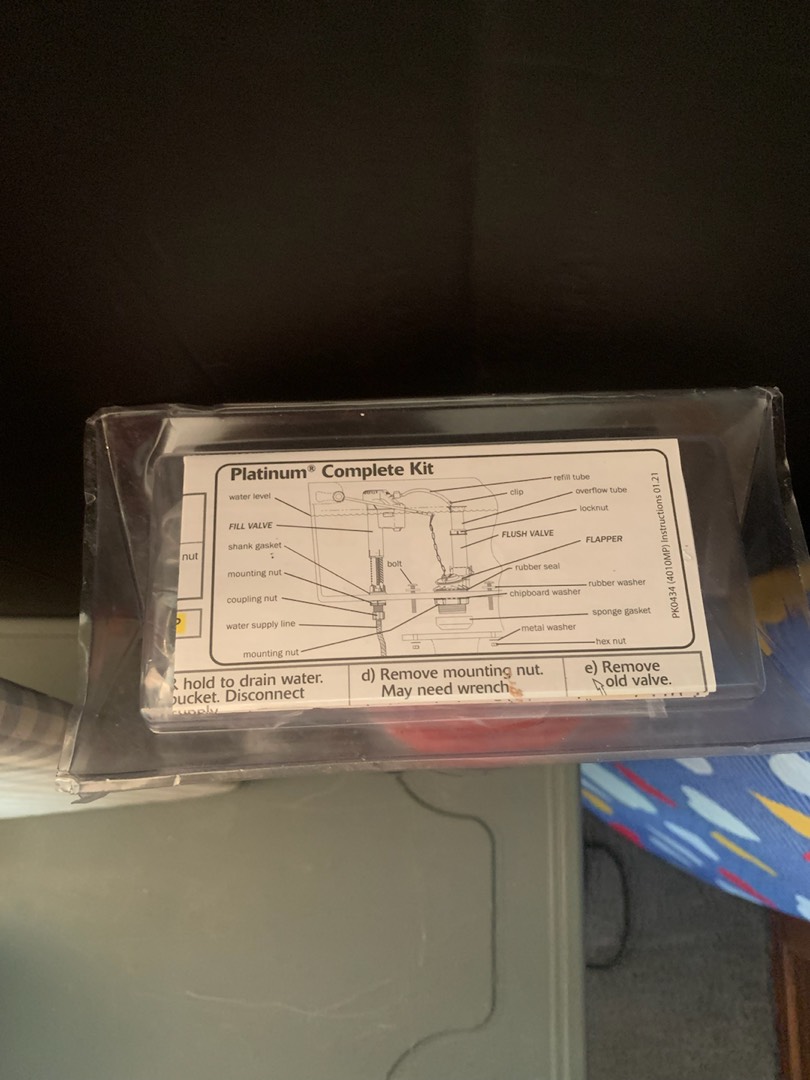 Platinum® Complete Kit
water level
FILL VALVE
shank gasket
mounting nut
coupling nut
water supply line
mounting nut
bolt
refill tube
clip
overflow tube
locknut
FLUSH VALVE
FLAPPER
rubber seal
rubber washer
chipboard washer
sponge gasket
metal washer
hex nut
PK0434 (4010MP) Instructions 01.21
nut
& hold to drain water.
bucket. Disconnect
supply
d) Remove mounting nut.
May need wrench.
e) Remove
old valve.